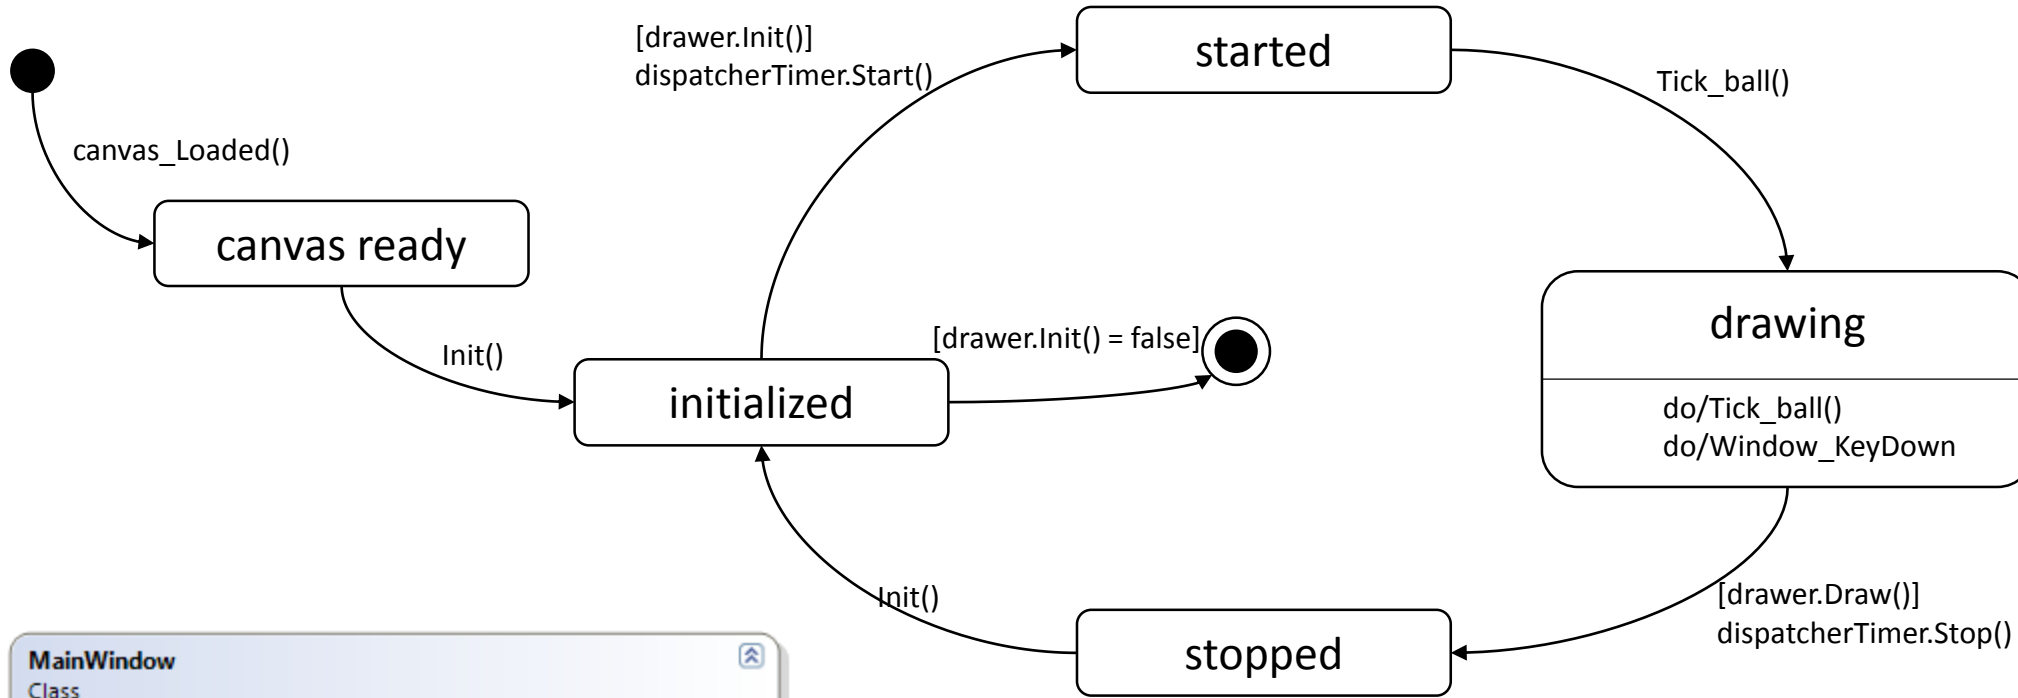 [drawer.Init()]
dispatcherTimer.Start()
started
Tick_ball()
canvas_Loaded()
canvas ready
Init()
[drawer.Init() = false]
initialized
drawing
do/Tick_ball()
do/Window_KeyDown
Init()
stopped
[drawer.Draw()]
dispatcherTimer.Stop()
MainWindow
Class